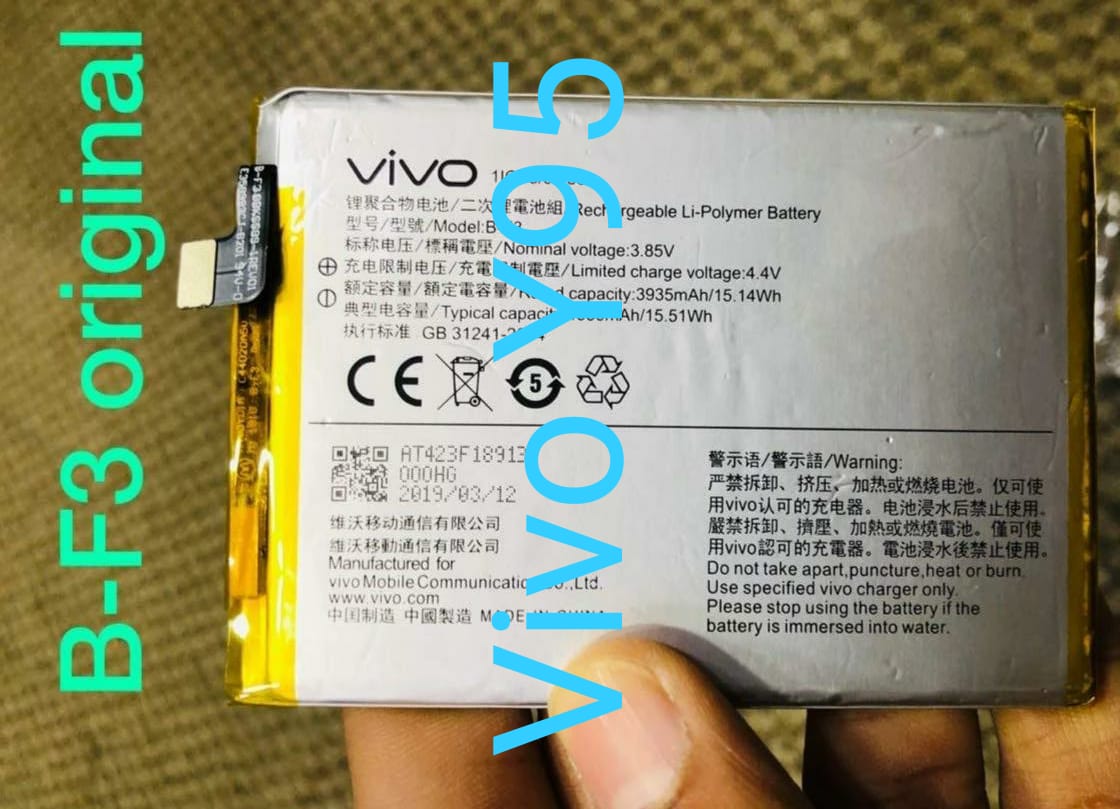 B-F3 original
Vivo y95
vivo
锂聚合物电池/二次鋰電池組 Rechargeable Li-Polymer Battery
型号/型號/Model:B-F3
标称电压/標稱電壓/Nominal voltage:3.85V
充电限制电压/充電限制電壓/Limited charge voltage:4.4V
额定容量/額定電容量/Rated capacity:3935mAh/15.14Wh
典型电容量/Typical capacity: mAh/15.51Wh
执行标准 GB 31241-
CE
5
AT423F18913
000HG
2019/03/12
维沃移动通信有限公司
維沃移動通信有限公司
Manufactured for
vivo Mobile Communication Co.,Ltd.
www.vivo.com
中国制造 中國製造 MADE IN CHINA
警示语/警示語/Warning:
严禁拆卸、挤压、加热或燃烧电池。仅可使
用vivo认可的充电器。电池浸水后禁止使用。
嚴禁拆卸、擠壓、加熱或燃燒電池。僅可使
用vivo認可的充電器。電池浸水後禁止使用。
Do not take apart,puncture,heat or burn.
Use specified vivo charger only.
Please stop using the battery if the
battery is immersed into water.